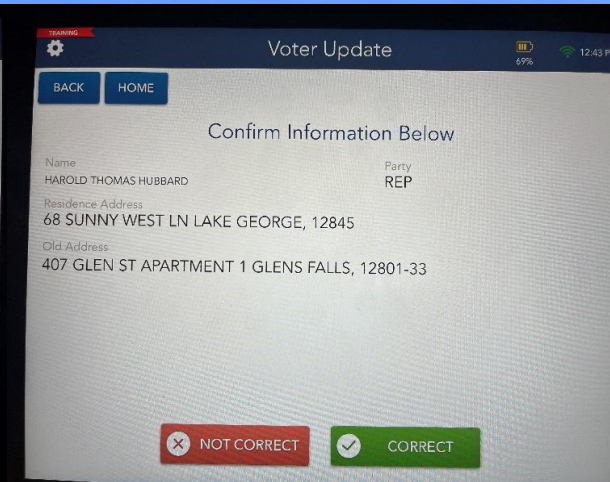 TRAINING
Voter Update
69%
12:43 P
BACK HOME
Confirm Information Below
Name Party
HAROLD THOMAS HUBBARD REP
Residence Address
68 SUNNY WEST LN LAKE GEORGE, 12845
Old Address
407 GLEN ST APARTMENT 1 GLENS FALLS, 12801-33
NOT CORRECT CORRECT